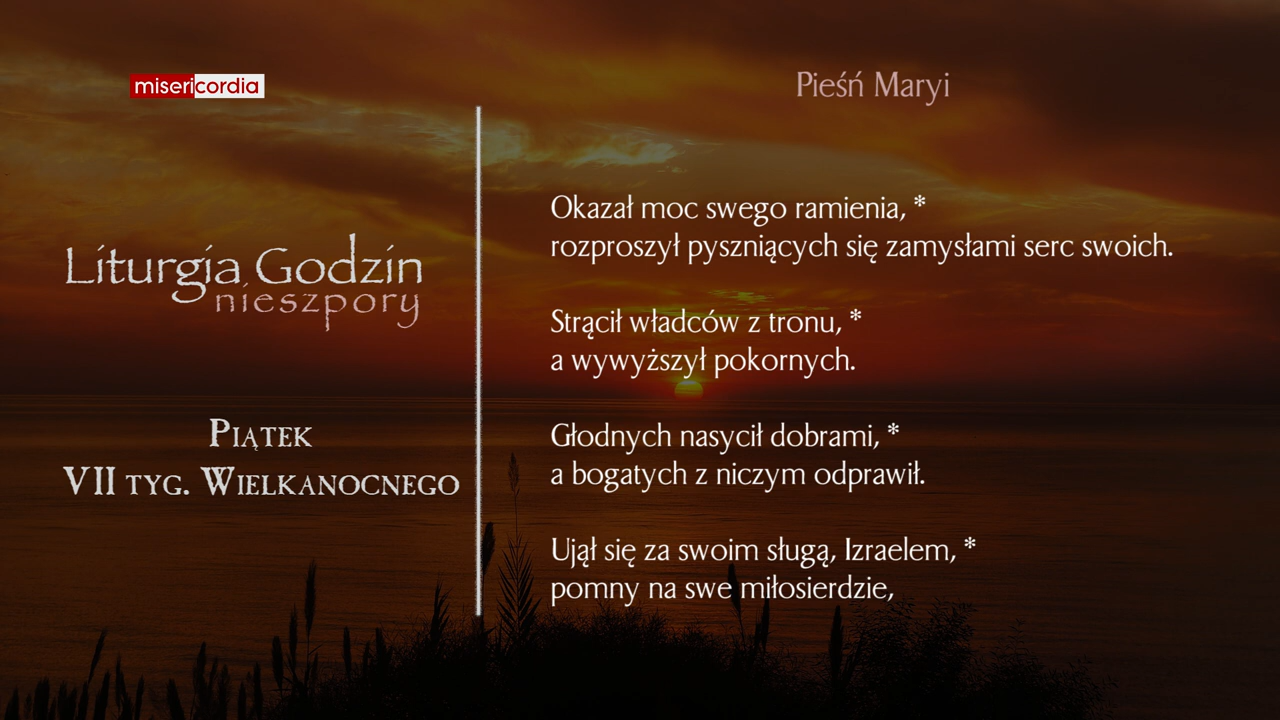 misericordia
Liturgia Godzin
nieszpory
Piątek
VII tyg. Wielkanocnego
Pieśń Maryi
Okazał moc swego ramienia, *
rozproszył pyszniących się zamysłami serc swoich.
Strącił władców z tronu, *
a wywyższył pokornych.
Głodnych nasycił dobrami, *
a bogatych z niczym odprawił.
Ujął się za swoim sługą, Izraelem, *
pomny na swe miłosierdzie,